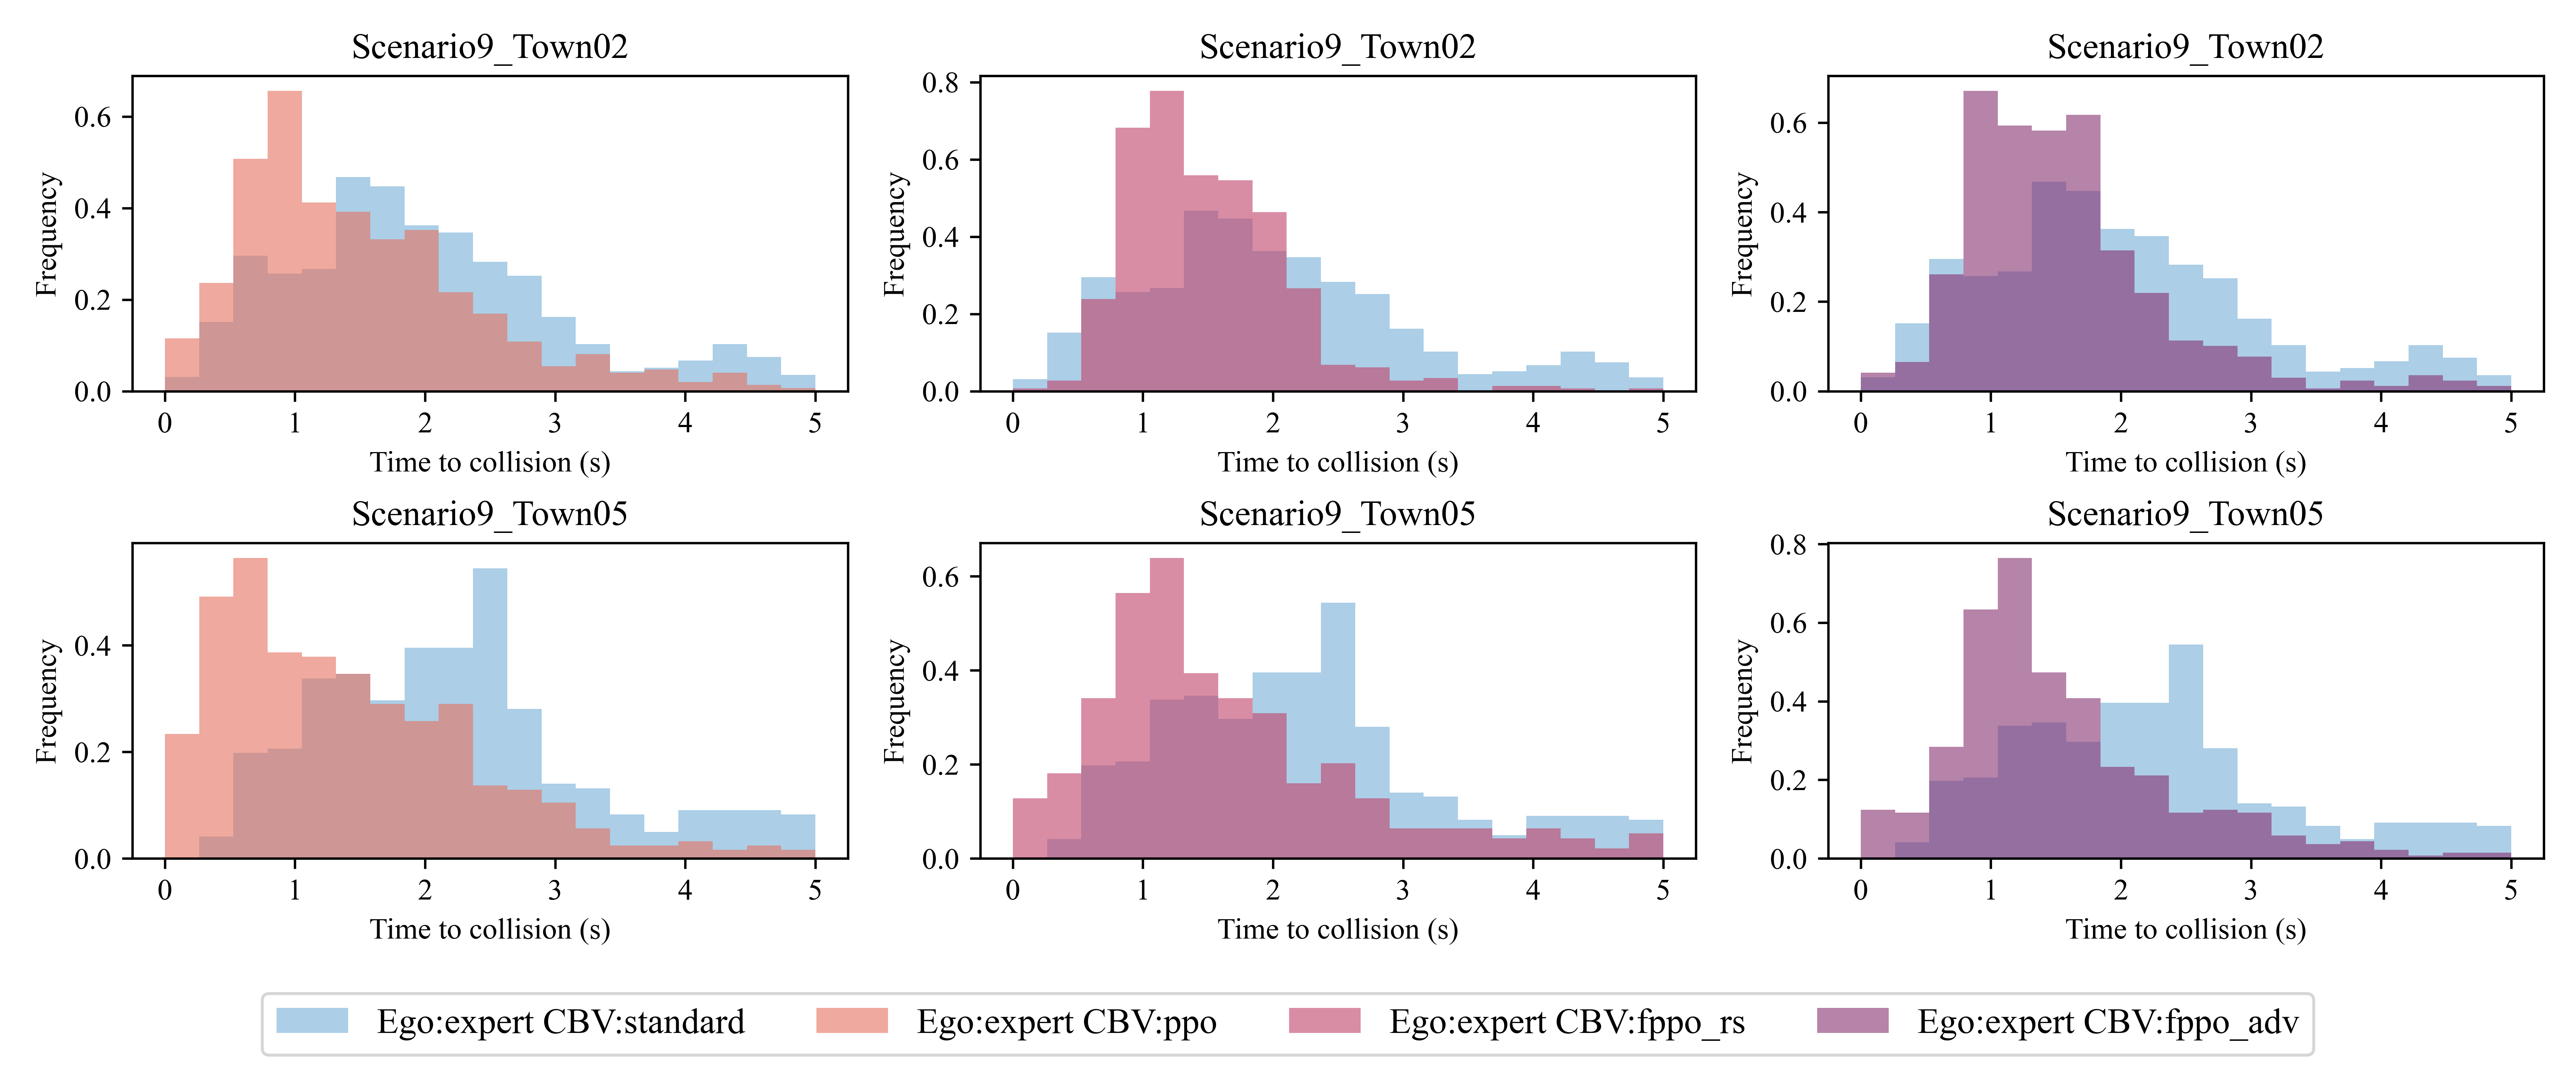 Scenario9_Town02
Scenario9_Town02
Scenario9_Town02
Frequency
0.6
0.4
0.2
0.0
0 1 2 3 4 5
Time to collision (s)
Frequency
0.8
0.6
0.4
0.2
0.0
0 1 2 3 4 5
Time to collision (s)
Frequency
0.6
0.4
0.2
0.0
0 1 2 3 4 5
Time to collision (s)
Scenario9_Town05
Scenario9_Town05
Scenario9_Town05
Frequency
0.4
0.2
0.0
0 1 2 3 4 5
Time to collision (s)
Frequency
0.6
0.4
0.2
0.0
0 1 2 3 4 5
Time to collision (s)
Frequency
0.8
0.6
0.4
0.2
0.0
0 1 2 3 4 5
Time to collision (s)
Ego:expert CBV:standard
Ego:expert CBV:ppo
Ego:expert CBV:fppo_rs
Ego:expert CBV:fppo_adv